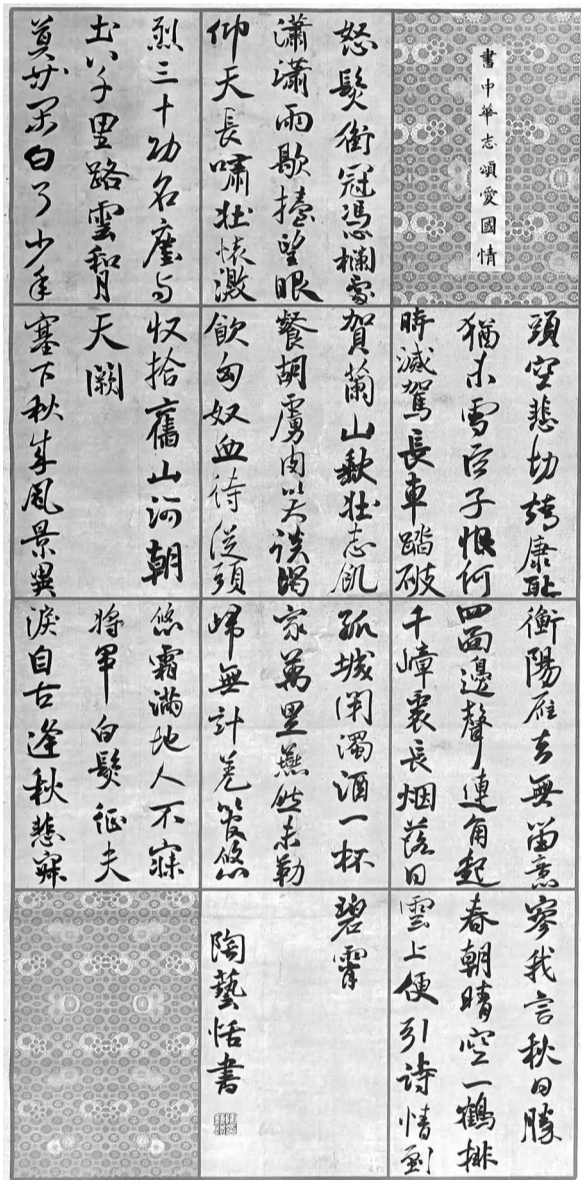 書中華志頌愛國情
怒髮衝冠馮欄處
瀟瀟雨歇擡望眼
仰天長嘯壯懷激
烈三十功名塵与
土八千里路雲和月
莫等閑白了少年
頭空悲切靖康恥
猶未雪臣子恨何
時滅駕長車踏破
賀蘭山缺壯志飢
餐胡虜肉笑談渴
飲匈奴血待從頭
收拾舊山河朝
天闕
塞下秋來風景異
衡陽雁去無留意
四面邊聲連角起
千嶂裏長烟落日
孤城閉濁酒一杯
家萬里燕然未勒
歸無計羌管悠
悠霜滿地人不寐
將軍白髮征夫
淚自古逢秋悲寂
寥我言秋日勝
春朝晴空一鶴排
雲上便引詩情到
碧霄
陶藝恬書